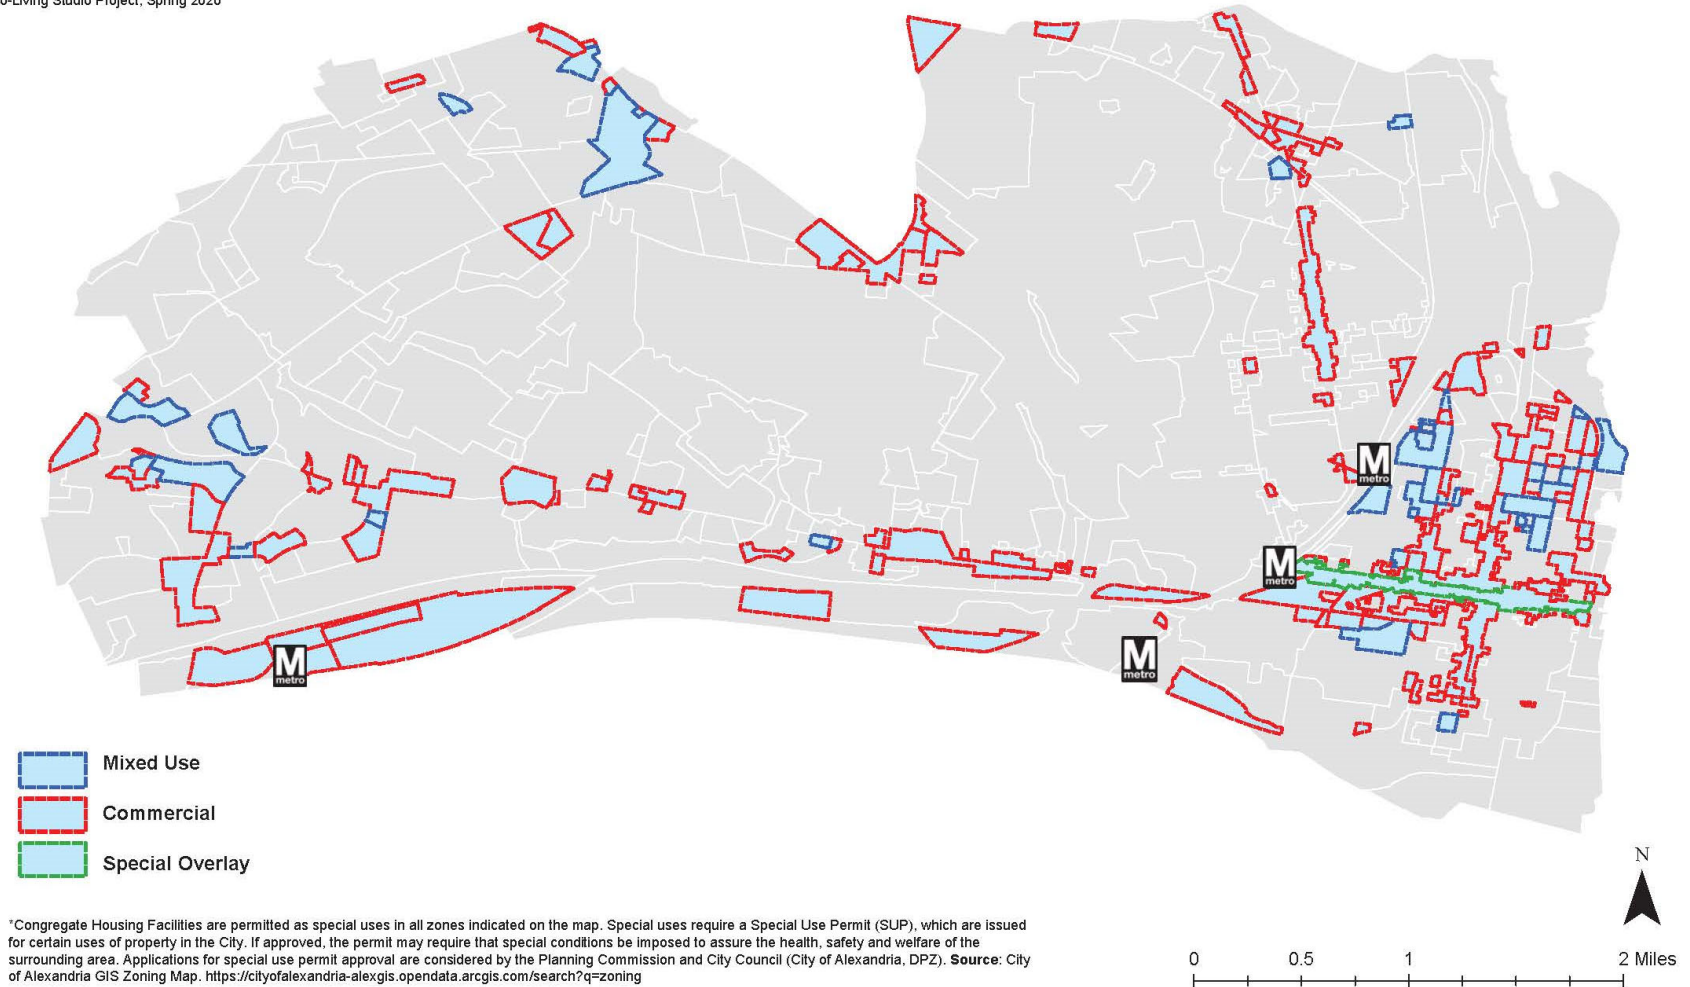 o-Living Studio Project, Spring 2020
M
metro
M
metro
M
metro
M
metro
Mixed Use
Commercial
Special Overlay
N
*Congregate Housing Facilities are permitted as special uses in all zones indicated on the map. Special uses require a Special Use Permit (SUP), which are issued
for certain uses of property in the City. If approved, the permit may require that special conditions be imposed to assure the health, safety and welfare of the
surrounding area. Applications for special use permit approval are considered by the Planning Commission and City Council (City of Alexandria, DPZ). Source: City
of Alexandria GIS Zoning Map. https://cityofalexandria-alexgis.opendata.arcgis.com/search?q=zoning
0 0.5 1 2 Miles